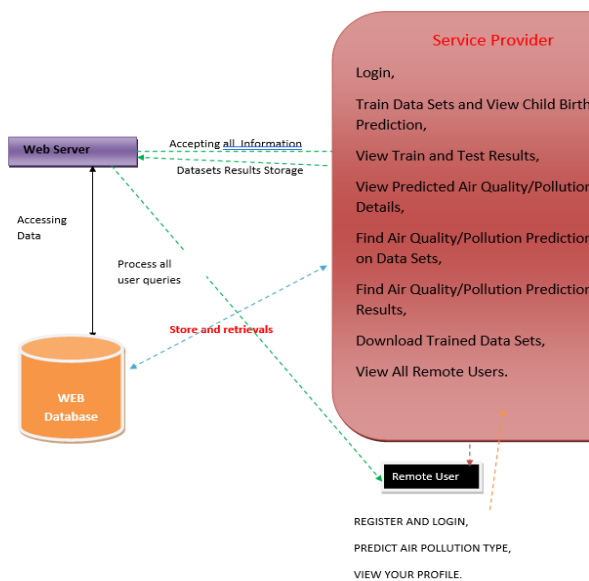 Service Provider
Login,
Train Data Sets and View Child Birth
Prediction,
View Train and Test Results,
View Predicted Air Quality/Pollution
Details,
Find Air Quality/Pollution Prediction
on Data Sets,
Find Air Quality/Pollution Prediction
Results,
Download Trained Data Sets,
View All Remote Users.
Web Server
Accepting all Information
Datasets Results Storage
Accessing
Data
Process all
user queries
Store and retrievals
WEB
Database
Remote User
REGISTER AND LOGIN,
PREDICT AIR POLLUTION TYPE,
VIEW YOUR PROFILE.